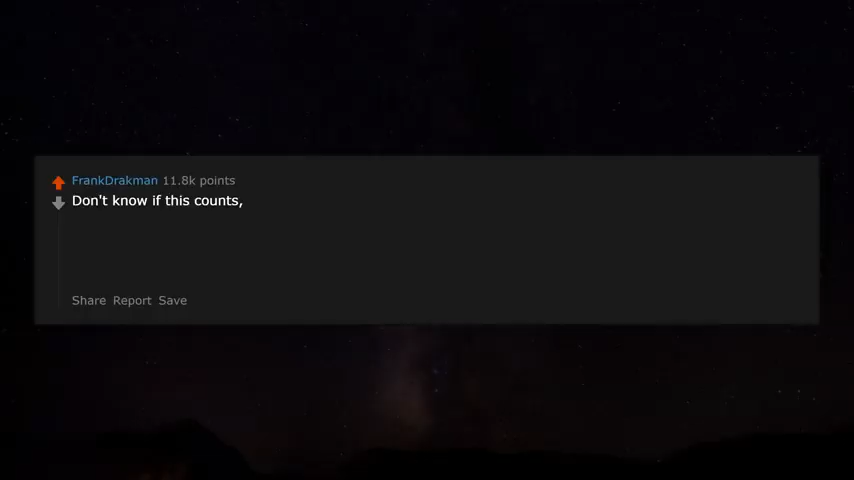 FrankDrakman 11.8k points
Don't know if this counts,
Share Report Save